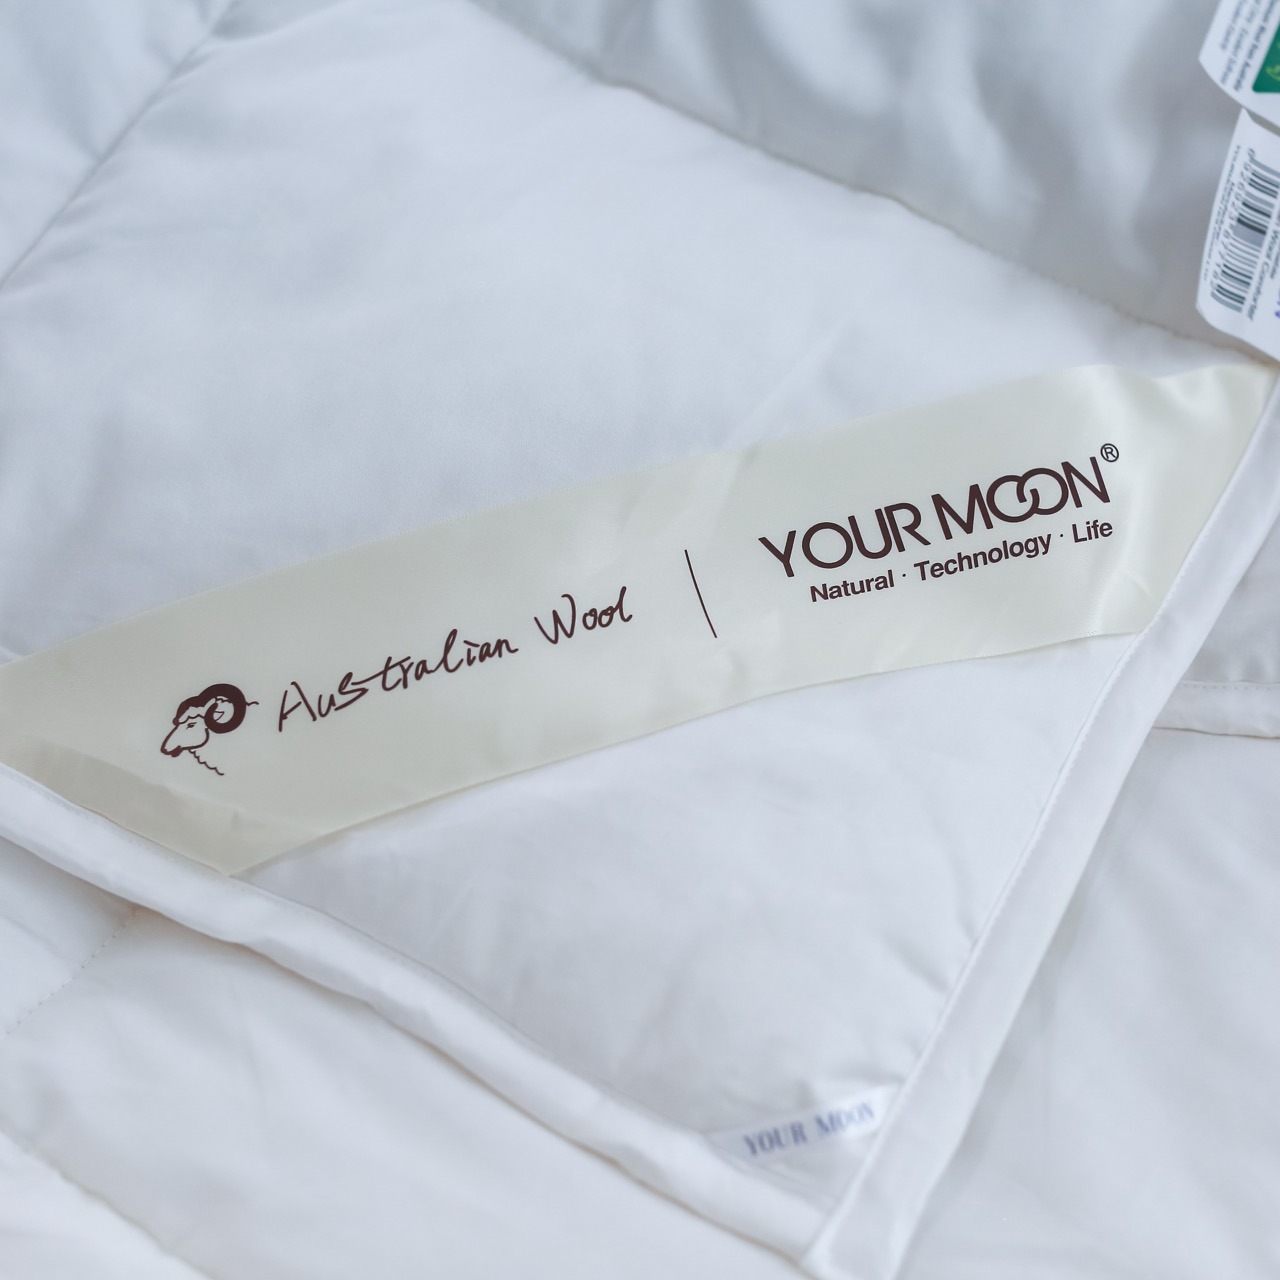 Australian Wool
YOUR MOON®
Natural · Technology · Life
YOUR MOON